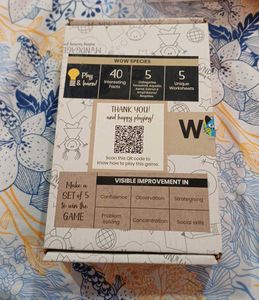 WOW SPECIES
Play
& learn!
40
Interesting
Facts
5
Categories
5
Unique
Worksheets
THANK YOU!
and happy playing!
Scan this QR code to
know how to play this game.
W
Make a
SET of 5
to win the
GAME
VISIBLE IMPROVEMENT IN
Confidence
Observation
Strategising
Problem
solving
Concentration
Social skills